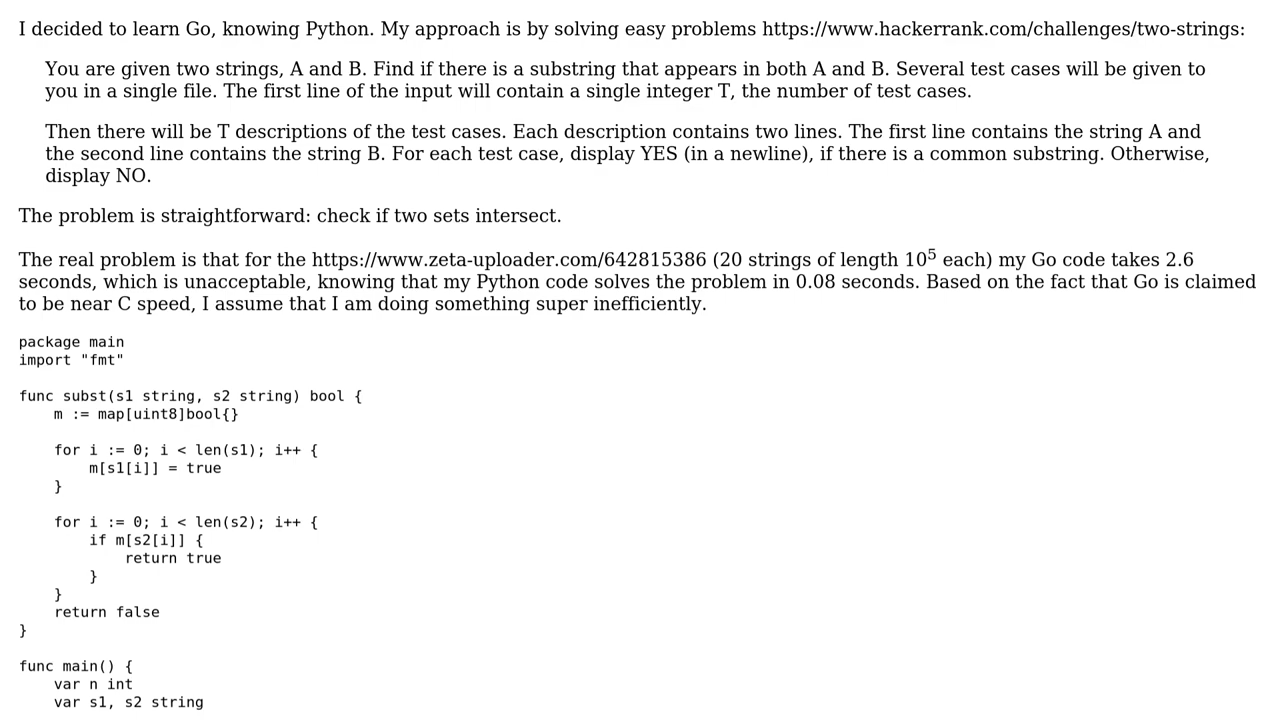 I decided to learn Go, knowing Python. My approach is by solving easy problems https://www.hackerrank.com/challenges/two-strings:
You are given two strings, A and B. Find if there is a substring that appears in both A and B. Several test cases will be given to
you in a single file. The first line of the input will contain a single integer T, the number of test cases.
Then there will be T descriptions of the test cases. Each description contains two lines. The first line contains the string A and
the second line contains the string B. For each test case, display YES (in a newline), if there is a common substring. Otherwise,
display NO.
The problem is straightforward: check if two sets intersect.
The real problem is that for the https://www.zeta-uploader.com/642815386 (20 strings of length 10⁵ each) my Go code takes 2.6
seconds, which is unacceptable, knowing that my Python code solves the problem in 0.08 seconds. Based on the fact that Go is claimed
to be near C speed, I assume that I am doing something super inefficiently.
package main
import "fmt"
func subst(s1 string, s2 string) bool {
    m := map[uint8]bool{}
    for i := 0; i < len(s1); i++ {
        m[s1[i]] = true
    }
    for i := 0; i < len(s2); i++ {
        if m[s2[i]] {
            return true
        }
    }
    return false
}
func main() {
    var n int
    var s1, s2 string